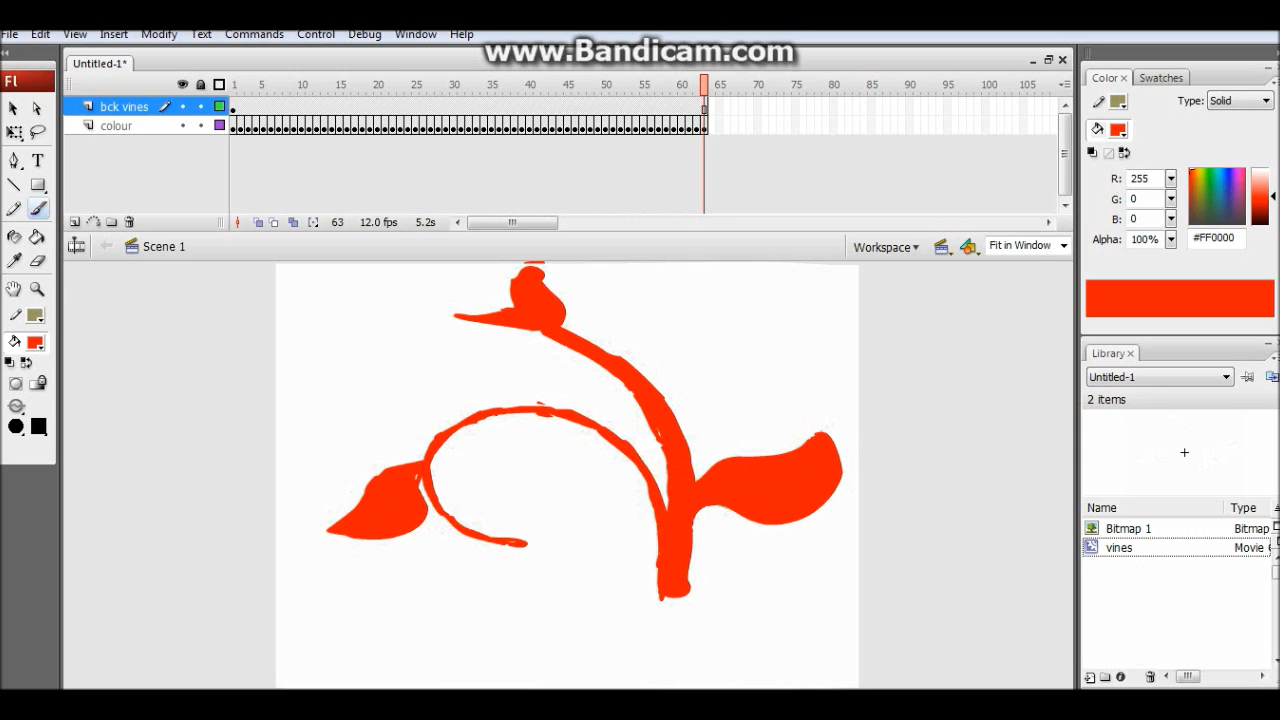 File Edit View Insert Modify Text Commands Control Debug Window Help
www.Bandicam.com
Untitled-1*
1 5 10 15 20 25 30 35 40 45 50 55 60 65 70 75 80 85 90 95 100 105
bck vines
colour
63 12.0 fps 5.2s
Scene 1
Workspace
Fit in Window
Fl
Color Swatches
Type: Solid
R: 255
G: 0
B: 0
Alpha: 100%
#FF0000
Library
Untitled-1
2 items
Name Type
Bitmap 1 Bitmap
vines Movie